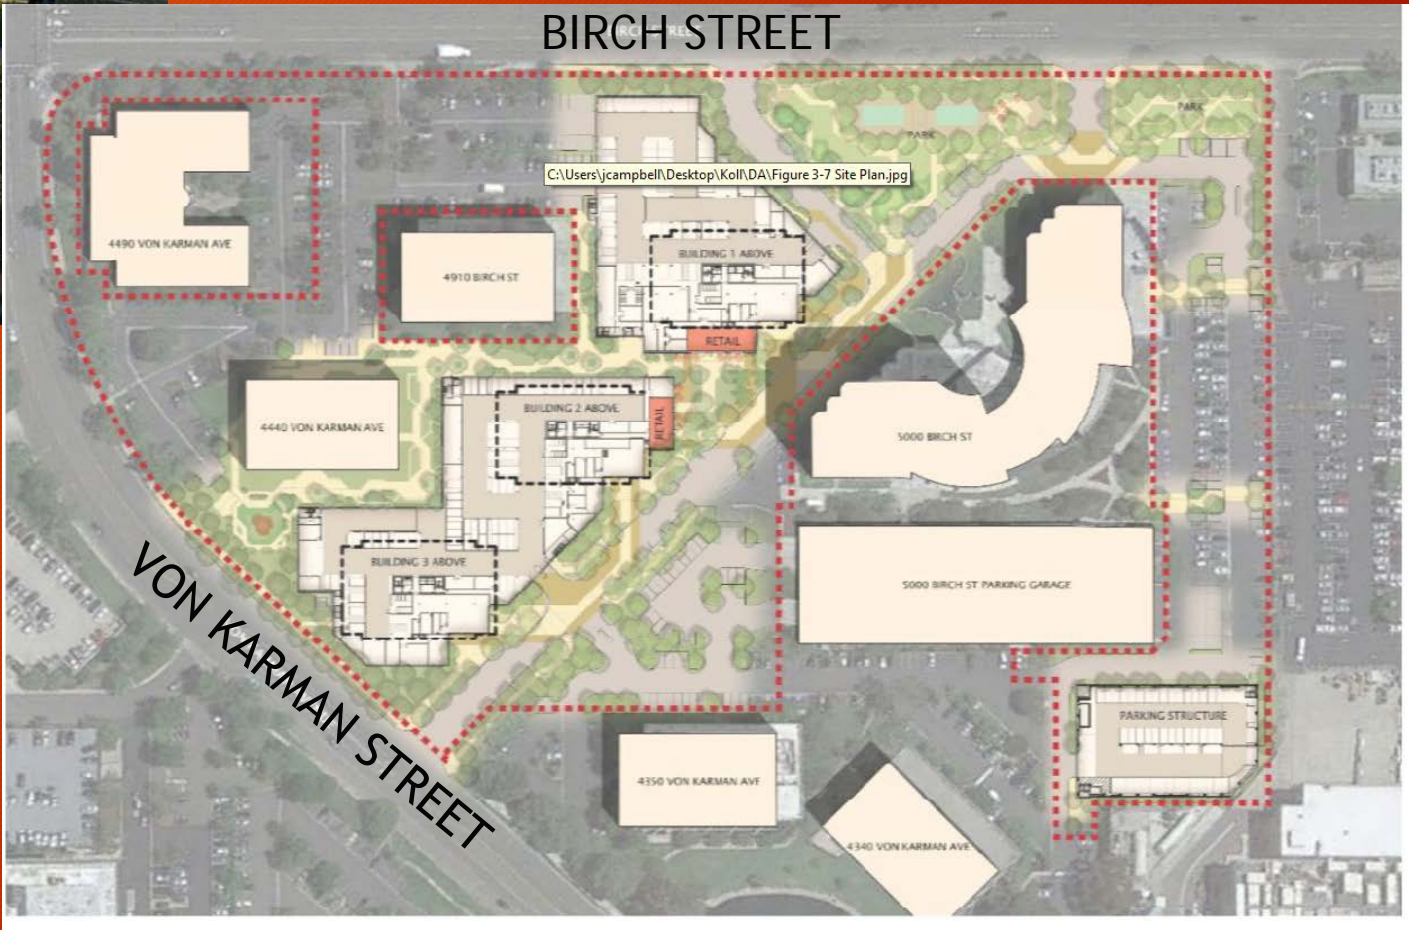 BIRCH STREET
PARK
PARK
C:\Users\jcampbell\Desktop\Koll\DA\Figure 3-7 Site Plan.jpg
4490 VON KARMAN AVE
BUILDING 1 ABOVE
4910 BIRCH ST
RETAIL
BUILDING 2 ABOVE
RETAIL
4440 VON KARMAN AVE
5000 BIRCH ST
BUILDING 3 ABOVE
5000 BIRCH ST PARKING GARAGE
VON KARMAN STREET
PARKING STRUCTURE
4350 VON KARMAN AVE
4340 VON KARMAN AVE